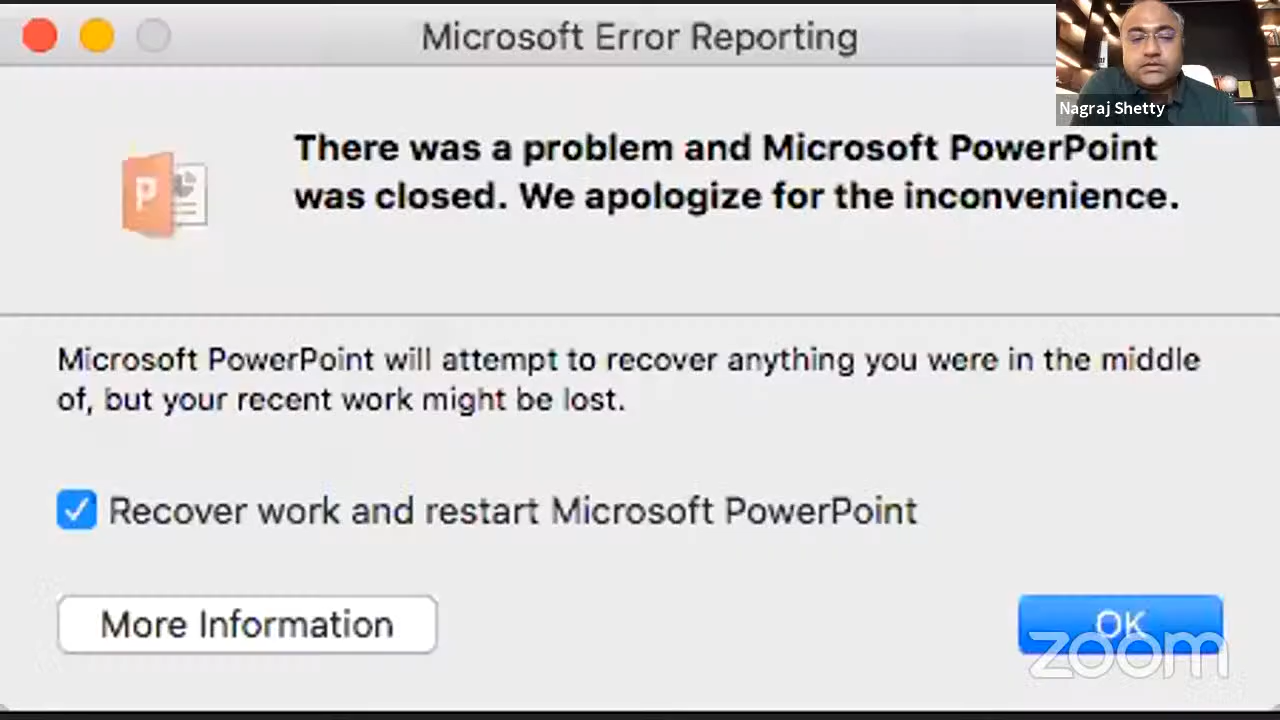 Microsoft Error Reporting
Nagraj Shetty
There was a problem and Microsoft PowerPoint
was closed. We apologize for the inconvenience.
P
Microsoft PowerPoint will attempt to recover anything you were in the middle
of, but your recent work might be lost.
Recover work and restart Microsoft PowerPoint
More Information
OK
zoom